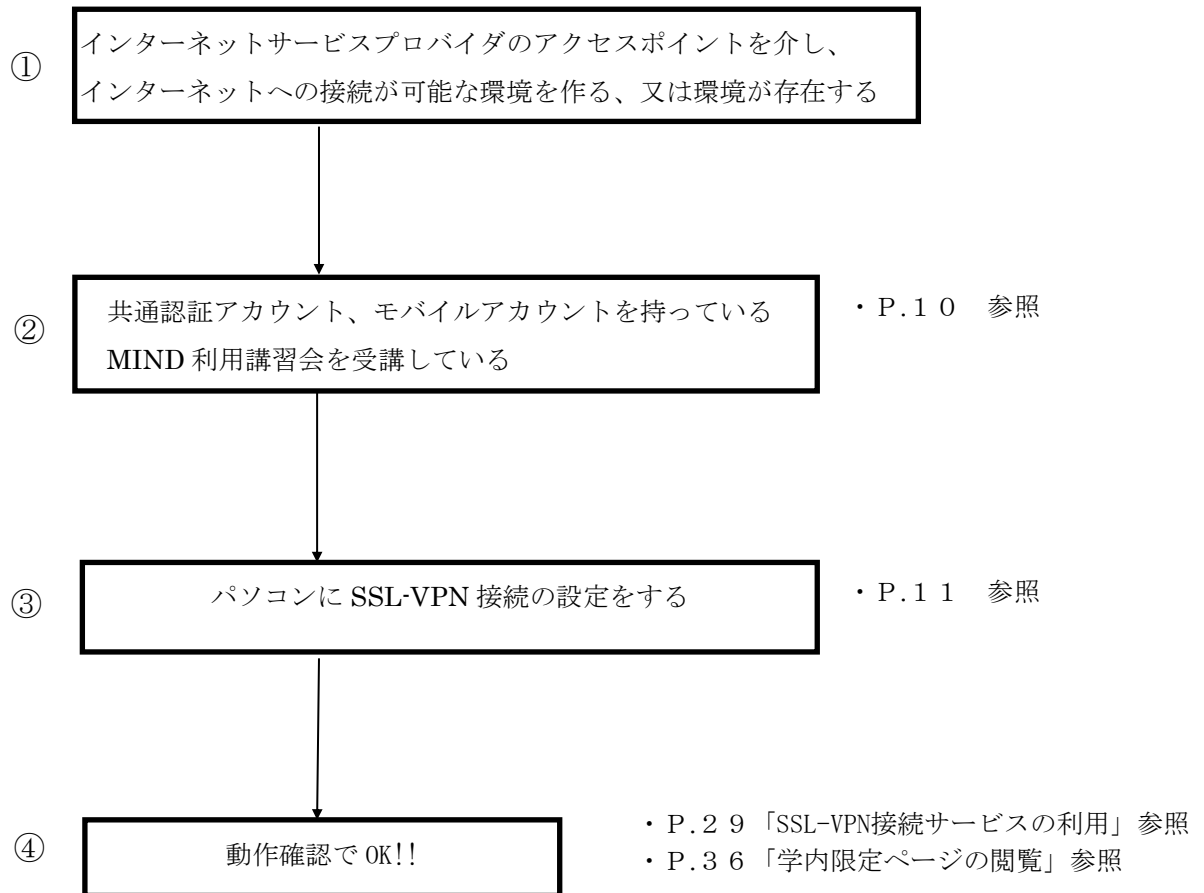 ①
インターネットサービスプロバイダのアクセスポイントを介し、
インターネットへの接続が可能な環境を作る、又は環境が存在する
②
共通認証アカウント、モバイルアカウントを持っている
MIND 利用講習会を受講している
・Ｐ.１０　参照
③
パソコンに SSL-VPN 接続の設定をする
・Ｐ.１１　参照
④
動作確認で OK!!
・Ｐ.２９「SSL-VPN接続サービスの利用」参照
・Ｐ.３６「学内限定ページの閲覧」参照